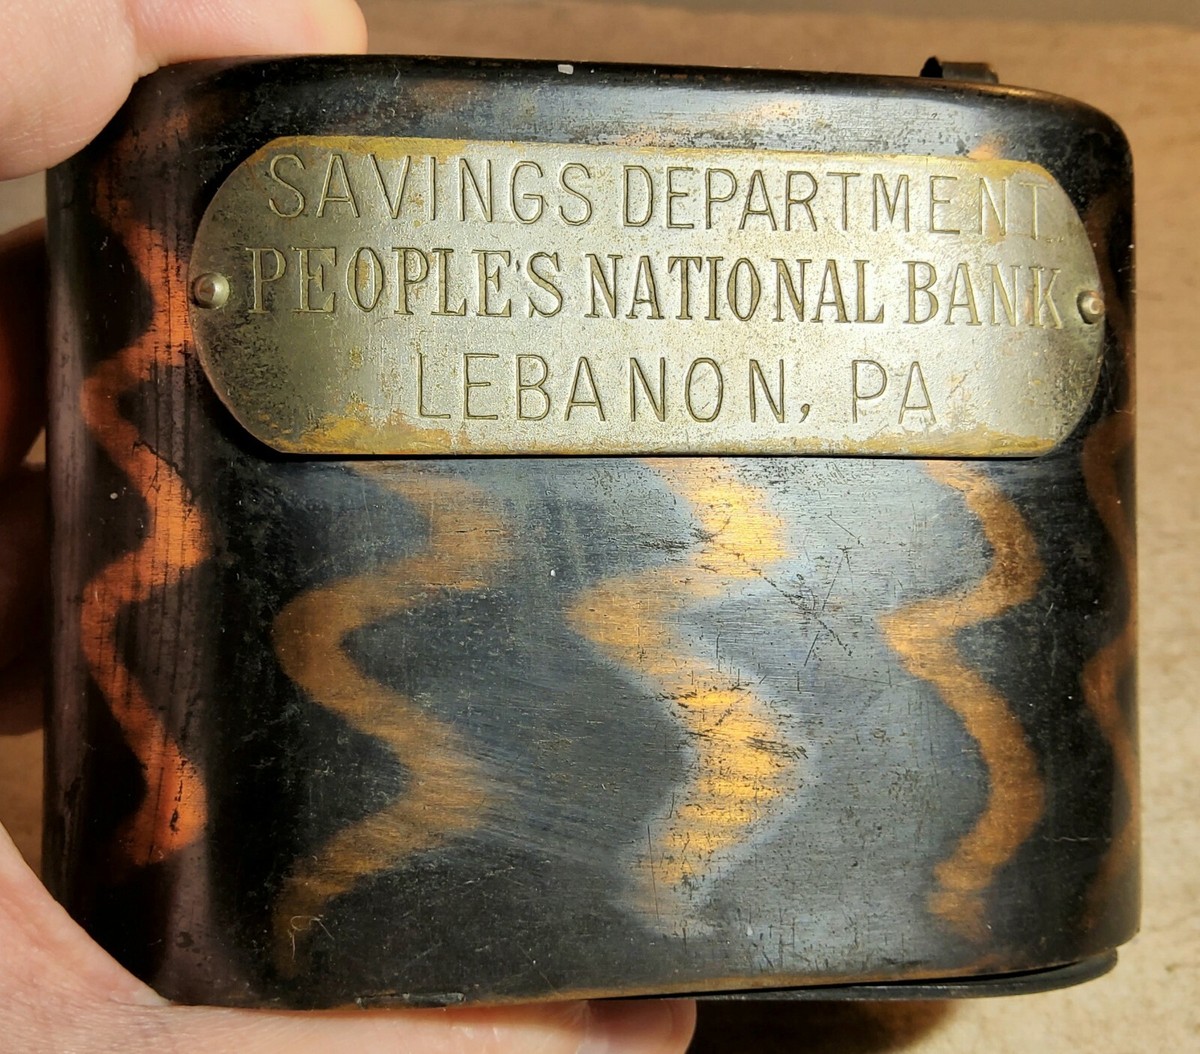 SAVINGS DEPARTMENT
PEOPLE'S NATIONAL BANK
LEBANON, PA